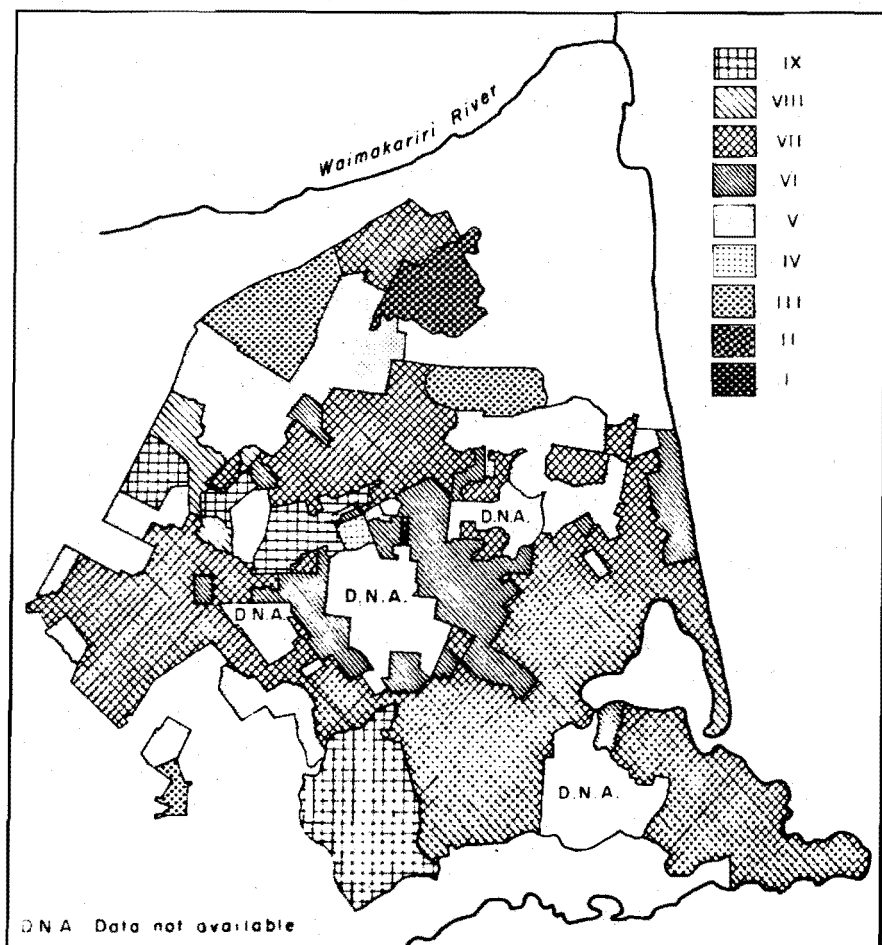 Waimakariri River
IX
VIII
VII
VI
V
IV
III
II
I
D.N.A.
D.N.A.
D.N.A.
D.N.A.
D.N.A. Data not available